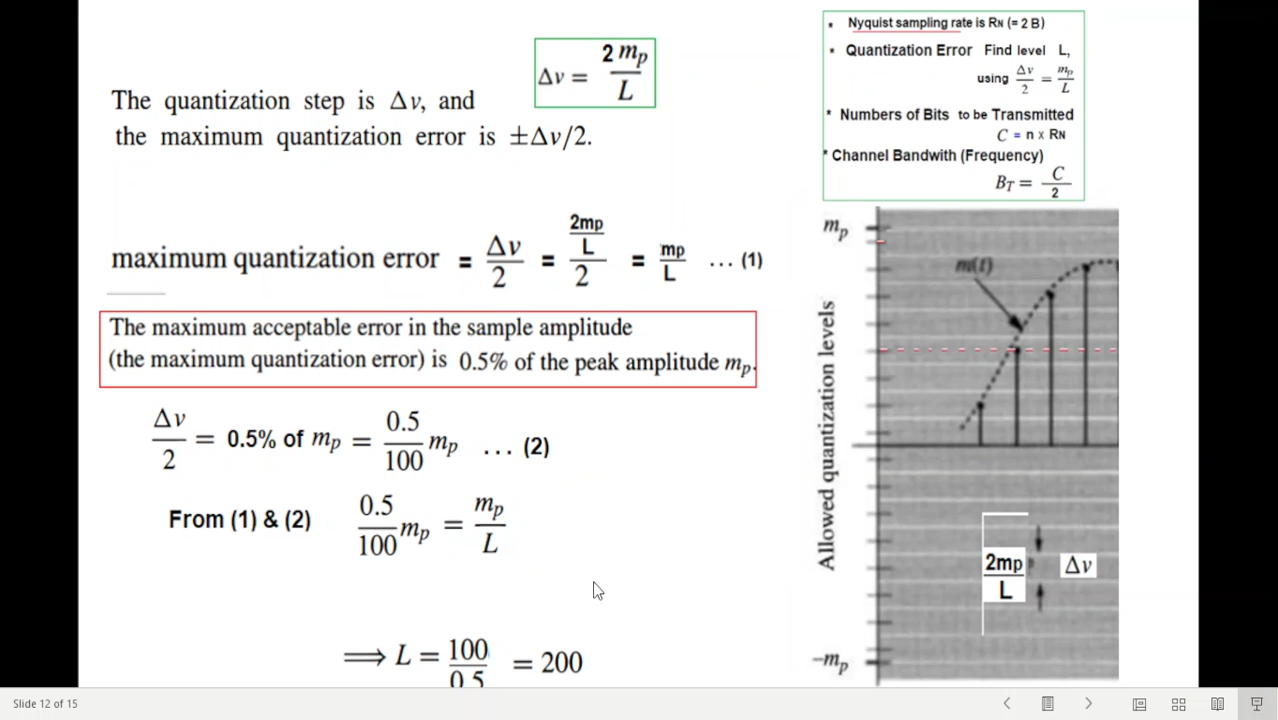 Δv = 2 mp / L
The quantization step is Δv, and
the maximum quantization error is ±Δv/2.
maximum quantization error = Δv/2 = (2mp/L)/2 = mp/L ... (1)
The maximum acceptable error in the sample amplitude
(the maximum quantization error) is 0.5% of the peak amplitude mp.
Δv/2 = 0.5% of mp = 0.5/100 mp ... (2)
From (1) & (2) 0.5/100 mp = mp/L
⟹ L = 100/0.5 = 200
* Nyquist sampling rate is RN (= 2 B)
* Quantization Error Find level L,
using Δv/2 = mp/L
* Numbers of Bits to be Transmitted
C = n x RN
* Channel Bandwith (Frequency)
BT = C/2
mp
m(t)
Allowed quantization levels
2mp/L Δv
−mp
Slide 12 of 15